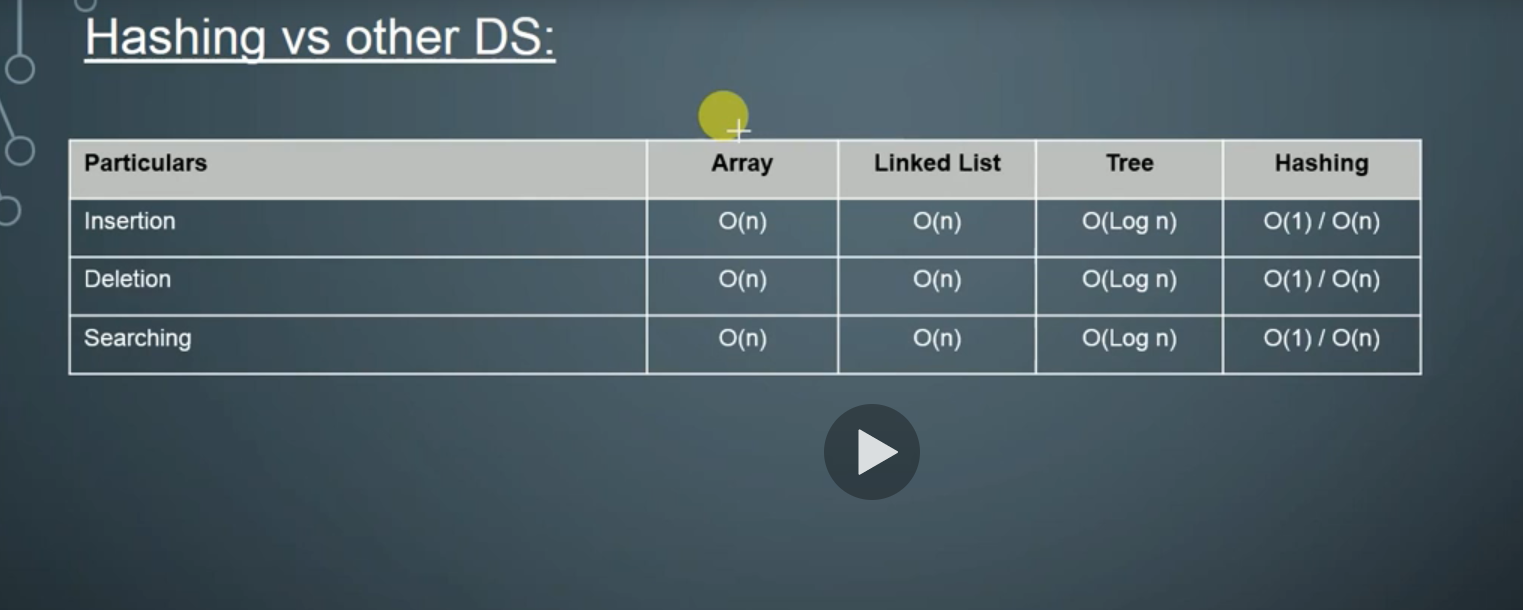 Hashing vs other DS:
Particulars Array Linked List Tree Hashing
Insertion O(n) O(n) O(Log n) O(1) / O(n)
Deletion O(n) O(n) O(Log n) O(1) / O(n)
Searching O(n) O(n) O(Log n) O(1) / O(n)